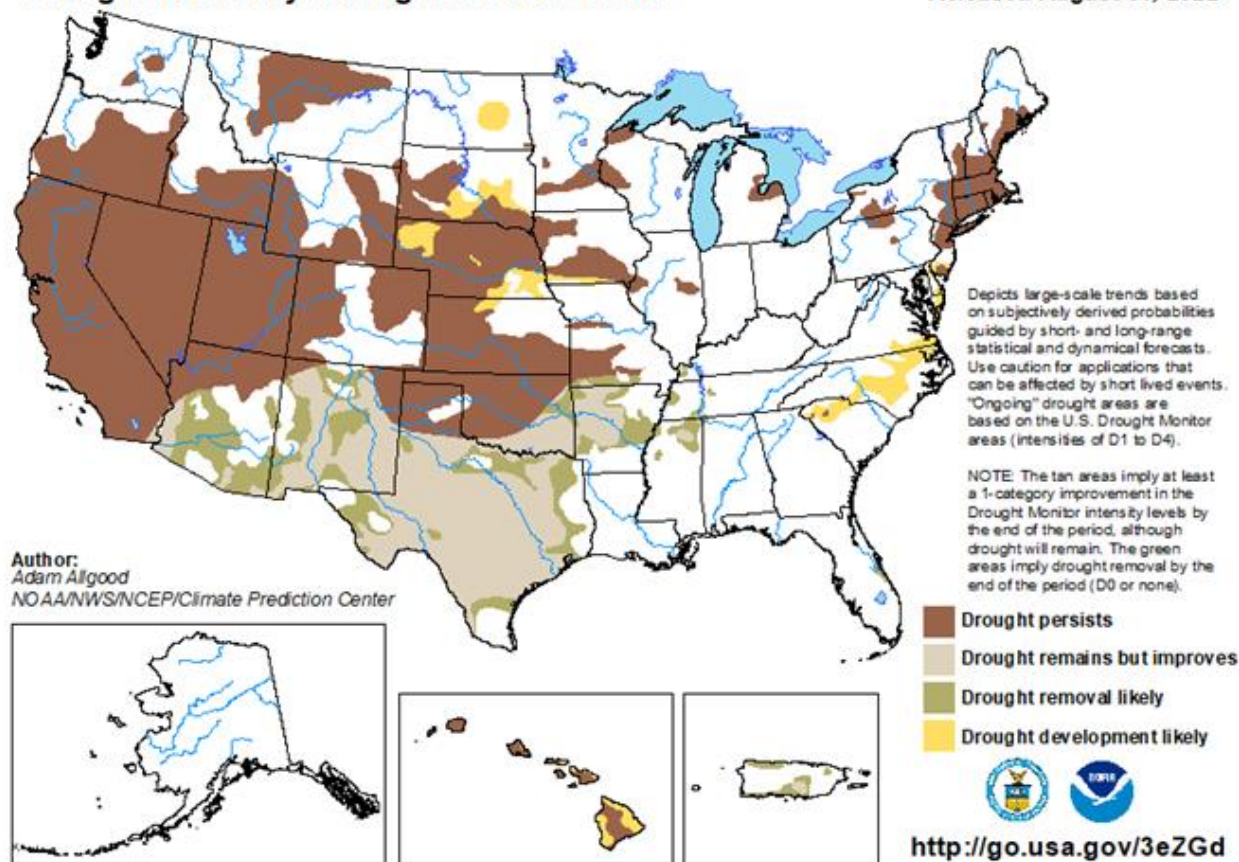 Depicts large-scale trends based
on subjectively derived probabilities
guided by short- and long-range
statistical and dynamical forecasts.
Use caution for applications that
can be affected by short lived events.
"Ongoing" drought areas are
based on the U.S. Drought Monitor
areas (intensities of D1 to D4).
NOTE: The tan areas imply at least
a 1-category improvement in the
Drought Monitor intensity levels by
the end of the period, although
drought will remain. The green
areas imply drought removal by the
end of the period (D0 or none).
Author:
Adam Allgood
NOAA/NWS/NCEP/Climate Prediction Center
Drought persists
Drought remains but improves
Drought removal likely
Drought development likely
NOAA
http://go.usa.gov/3eZGd